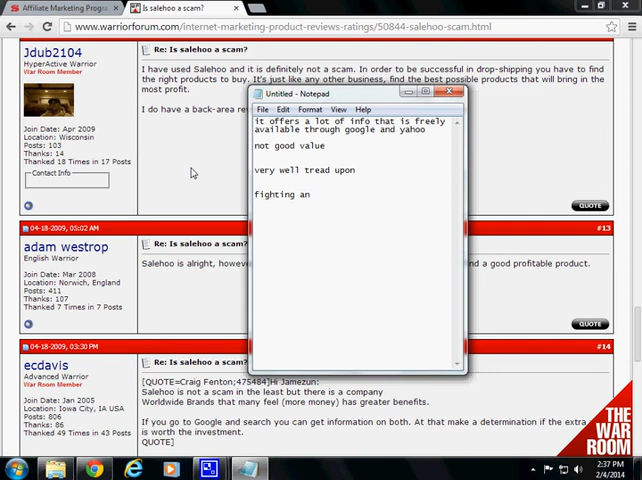 Affiliate Marketing Progra
Is salehoo a scam?
www.warriorforum.com/internet-marketing-product-reviews-ratings/50844-salehoo-scam.html
Jdub2104
HyperActive Warrior
War Room Member
Join Date: Apr 2009
Location: Wisconsin
Posts: 103
Thanks: 14
Thanked 18 Times in 17 Posts
Contact Info
Re: Is salehoo a scam?
I have used Salehoo and it is definitely not a scam. In order to be successful in drop-shipping you have to find
the right products to buy. It's just like any other business, find the best possible products that will bring in the
most profit.
I do have a back-area rev
QUOTE
Untitled - Notepad
File Edit Format View Help
it offers a lot of info that is freely
available through google and yahoo
not good value
very well tread upon
fighting an
04-18-2009, 05:02 AM
#13
adam westrop
English Warrior
Join Date: Mar 2008
Location: Norwich, England
Posts: 411
Thanks: 107
Thanked 7 Times in 7 Posts
Re: Is salehoo a scam?
Salehoo is alright, howev
nd a good profitable product.
QUOTE
04-18-2009, 03:30 PM
#14
ecdavis
Advanced Warrior
War Room Member
Join Date: Jan 2005
Location: Iowa City, IA USA
Posts: 806
Thanks: 86
Thanked 49 Times in 43 Posts
Re: Is salehoo a scam?
[QUOTE=Craig Fenton;475484]Hi Jamezun:
Salehoo is not a scam in the least but there is a company
Worldwide Brands that many feel (more money) has greater benefits.
If you go to Google and search you can get information on both. At that make a determination if the extra
is worth the investment.
QUOTE]
THE
WAR
ROOM
2:37 PM
2/4/2014